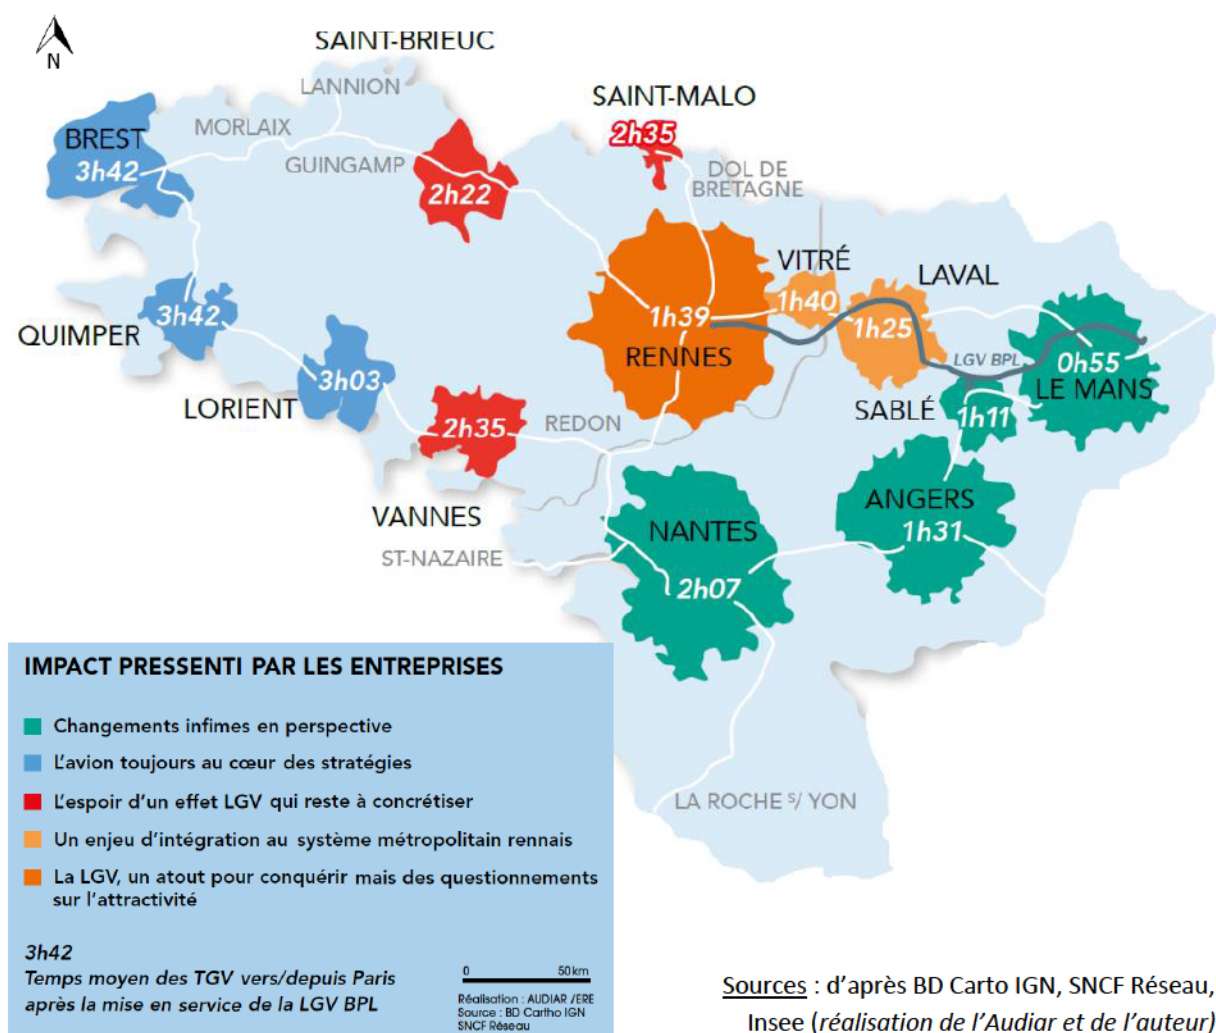 N
SAINT-BRIEUC
LANNION
SAINT-MALO
2h35
MORLAIX
BREST
3h42
GUINGAMP
2h22
DOL DE
BRETAGNE
VITRÉ
LAVAL
1h40
3h42
1h39
1h25
QUIMPER
RENNES
LGV BPL
0h55
3h03
LE MANS
LORIENT
SABLÉ
1h11
2h35
REDON
ANGERS
VANNES
NANTES
1h31
ST-NAZAIRE
2h07
LA ROCHE S/ YON
IMPACT PRESSENTI PAR LES ENTREPRISES
Changements infimes en perspective
L'avion toujours au cœur des stratégies
L'espoir d'un effet LGV qui reste à concrétiser
Un enjeu d'intégration au système métropolitain rennais
La LGV, un atout pour conquérir mais des questionnements
sur l'attractivité
3h42
Temps moyen des TGV vers/depuis Paris
après la mise en service de la LGV BPL
0 50 km
Réalisation : AUDIAR /ERE
Source : BD Cartho IGN
SNCF Réseau
Sources : d'après BD Carto IGN, SNCF Réseau,
Insee (réalisation de l'Audiar et de l'auteur)